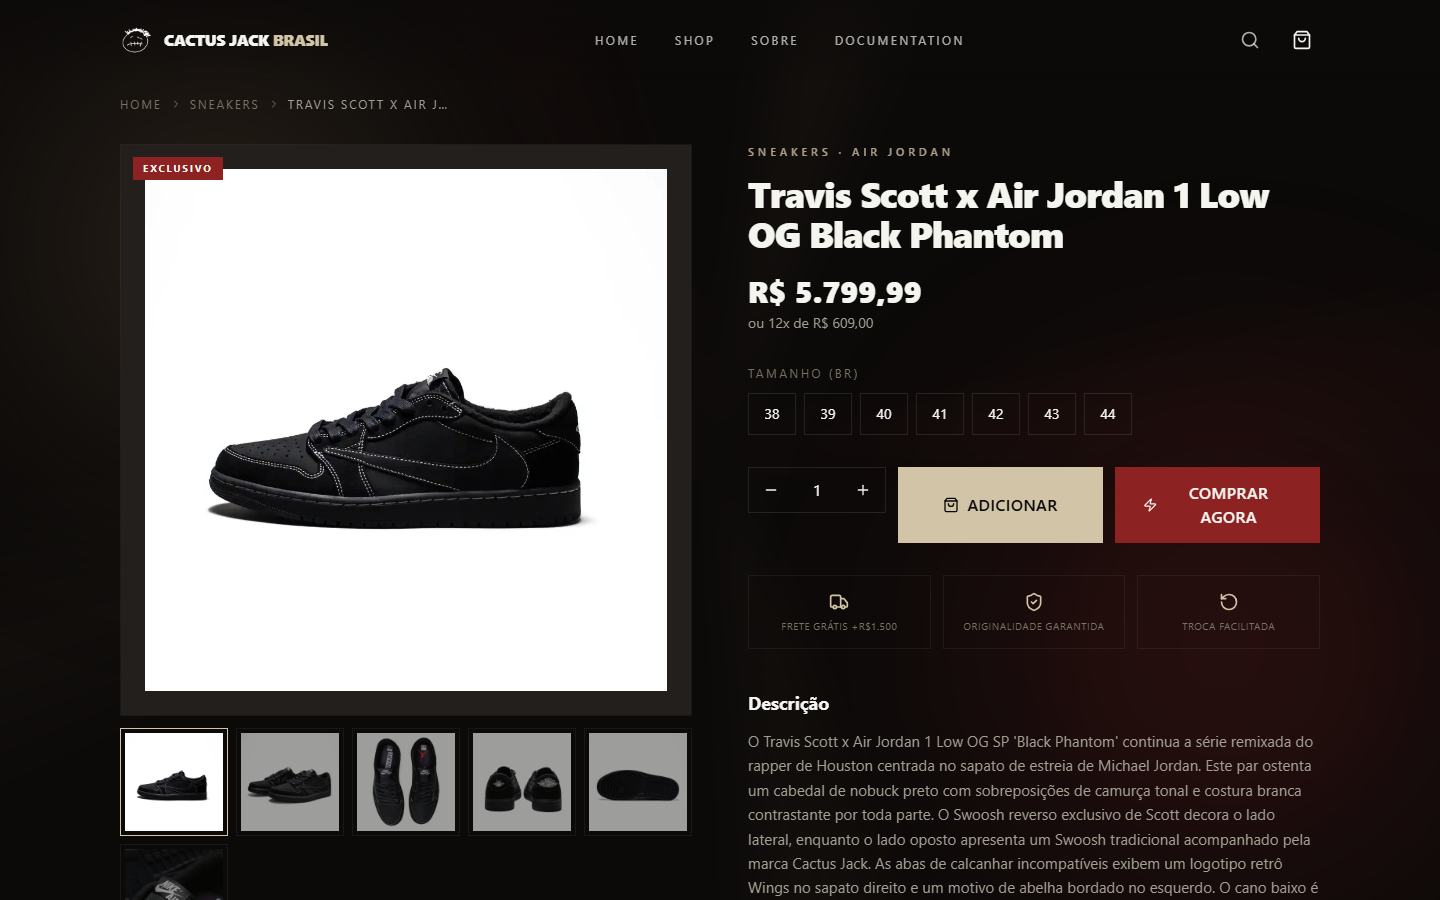 CACTUS JACK BRASIL
HOME
SHOP
SOBRE
DOCUMENTATION
HOME > SNEAKERS > TRAVIS SCOTT X AIR J...
EXCLUSIVO
SNEAKERS · AIR JORDAN
Travis Scott x Air Jordan 1 Low
OG Black Phantom
R$ 5.799,99
ou 12x de R$ 609,00
TAMANHO (BR)
38 39 40 41 42 43 44
1
ADICIONAR
COMPRAR
AGORA
FRETE GRÁTIS +R$1.500
ORIGINALIDADE GARANTIDA
TROCA FACILITADA
Descrição
O Travis Scott x Air Jordan 1 Low OG SP 'Black Phantom' continua a série remixada do
rapper de Houston centrada no sapato de estreia de Michael Jordan. Este par ostenta
um cabedal de nobuck preto com sobreposições de camurça tonal e costura branca
contrastante por toda parte. O Swoosh reverso exclusivo de Scott decora o lado
lateral, enquanto o lado oposto apresenta um Swoosh tradicional acompanhado pela
marca Cactus Jack. As abas de calcanhar incompatíveis exibem um logotipo retrô
Wings no sapato direito e um motivo de abelha bordado no esquerdo. O cano baixo é